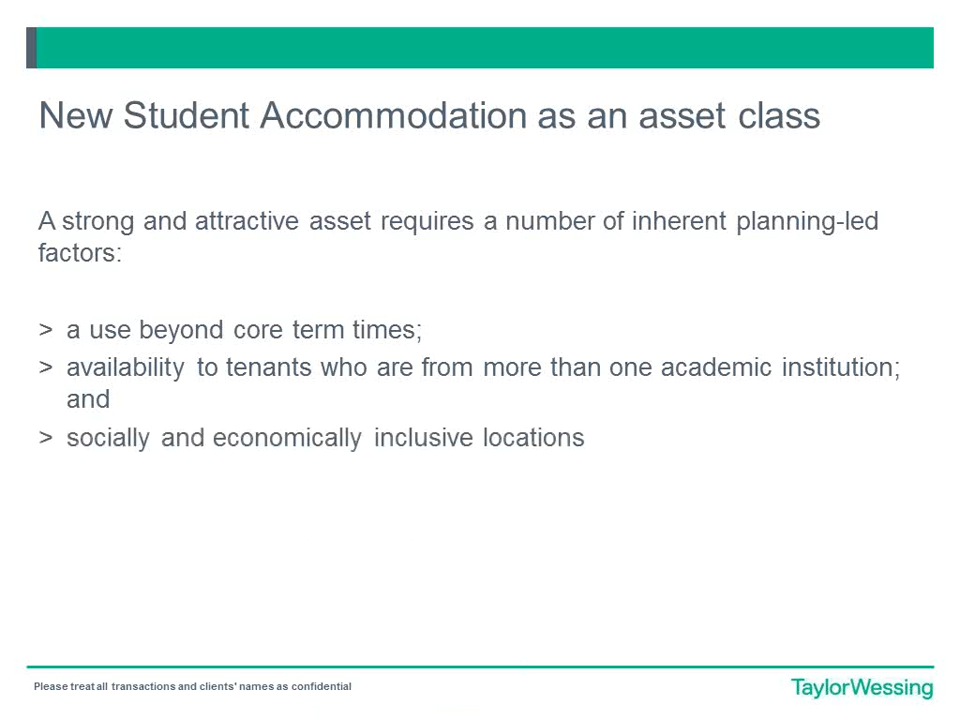 New Student Accommodation as an asset class
A strong and attractive asset requires a number of inherent planning-led
factors:
> a use beyond core term times;
> availability to tenants who are from more than one academic institution;
and
> socially and economically inclusive locations
Please treat all transactions and clients' names as confidential
TaylorWessing